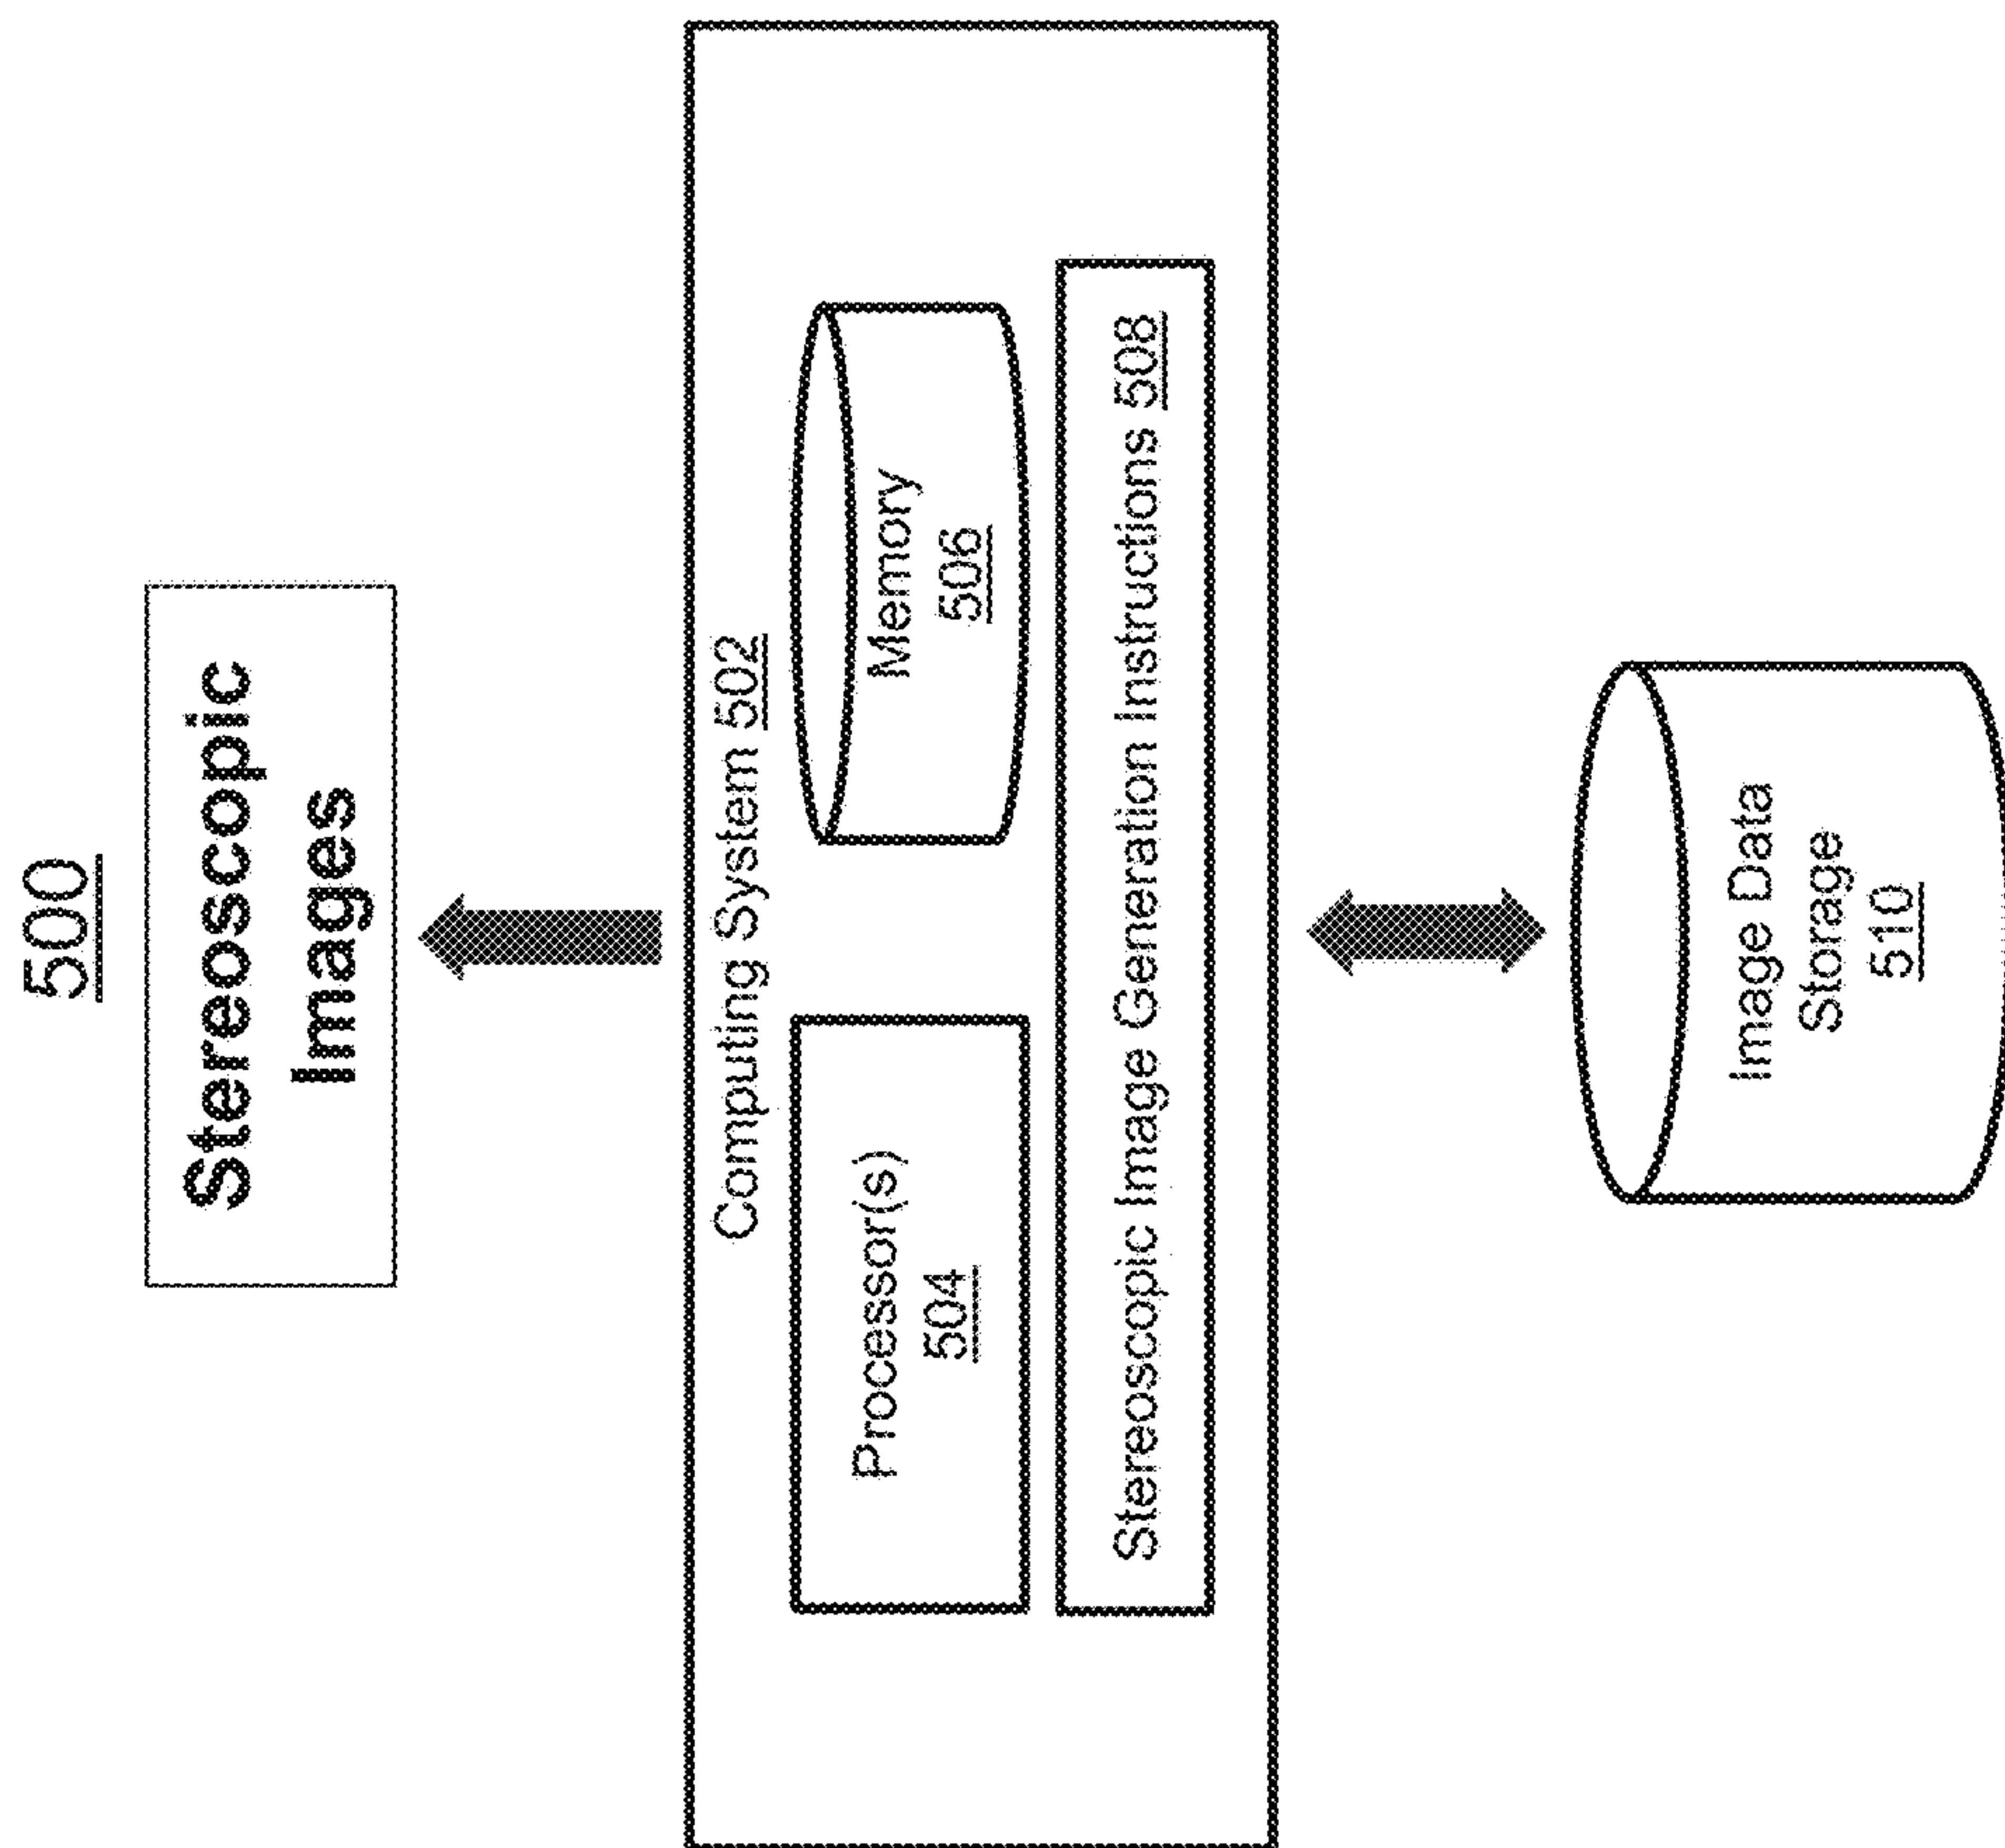 500
Stereoscopic
Images
Computing System 502
Processor(s)
504
Memory
506
Stereoscopic Image Generation Instructions 508
Image Data
Storage
510